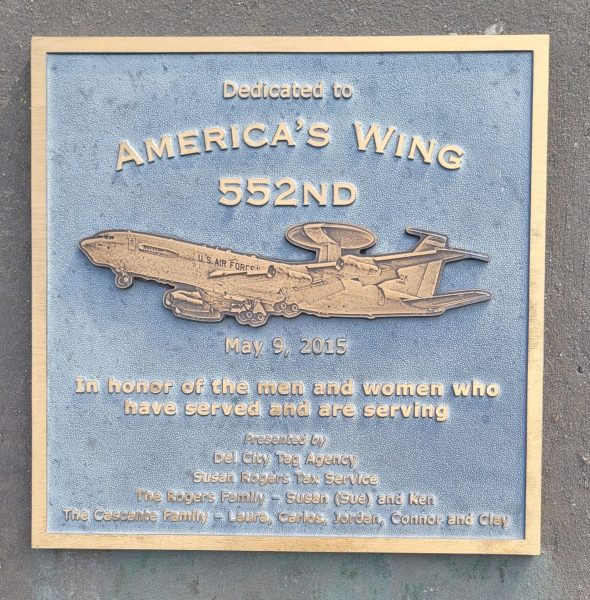 Dedicated to
AMERICA'S WING
552ND
U.S. AIR FORCE
May 9, 2015
In honor of the men and women who
have served and are serving
Presented by
Del City Tag Agency
Susan Rogers Tax Service
The Rogers Family – Susan (Sue) and Ken
The Cascante Family – Laura, Carlos, Jordan, Connor and Clay